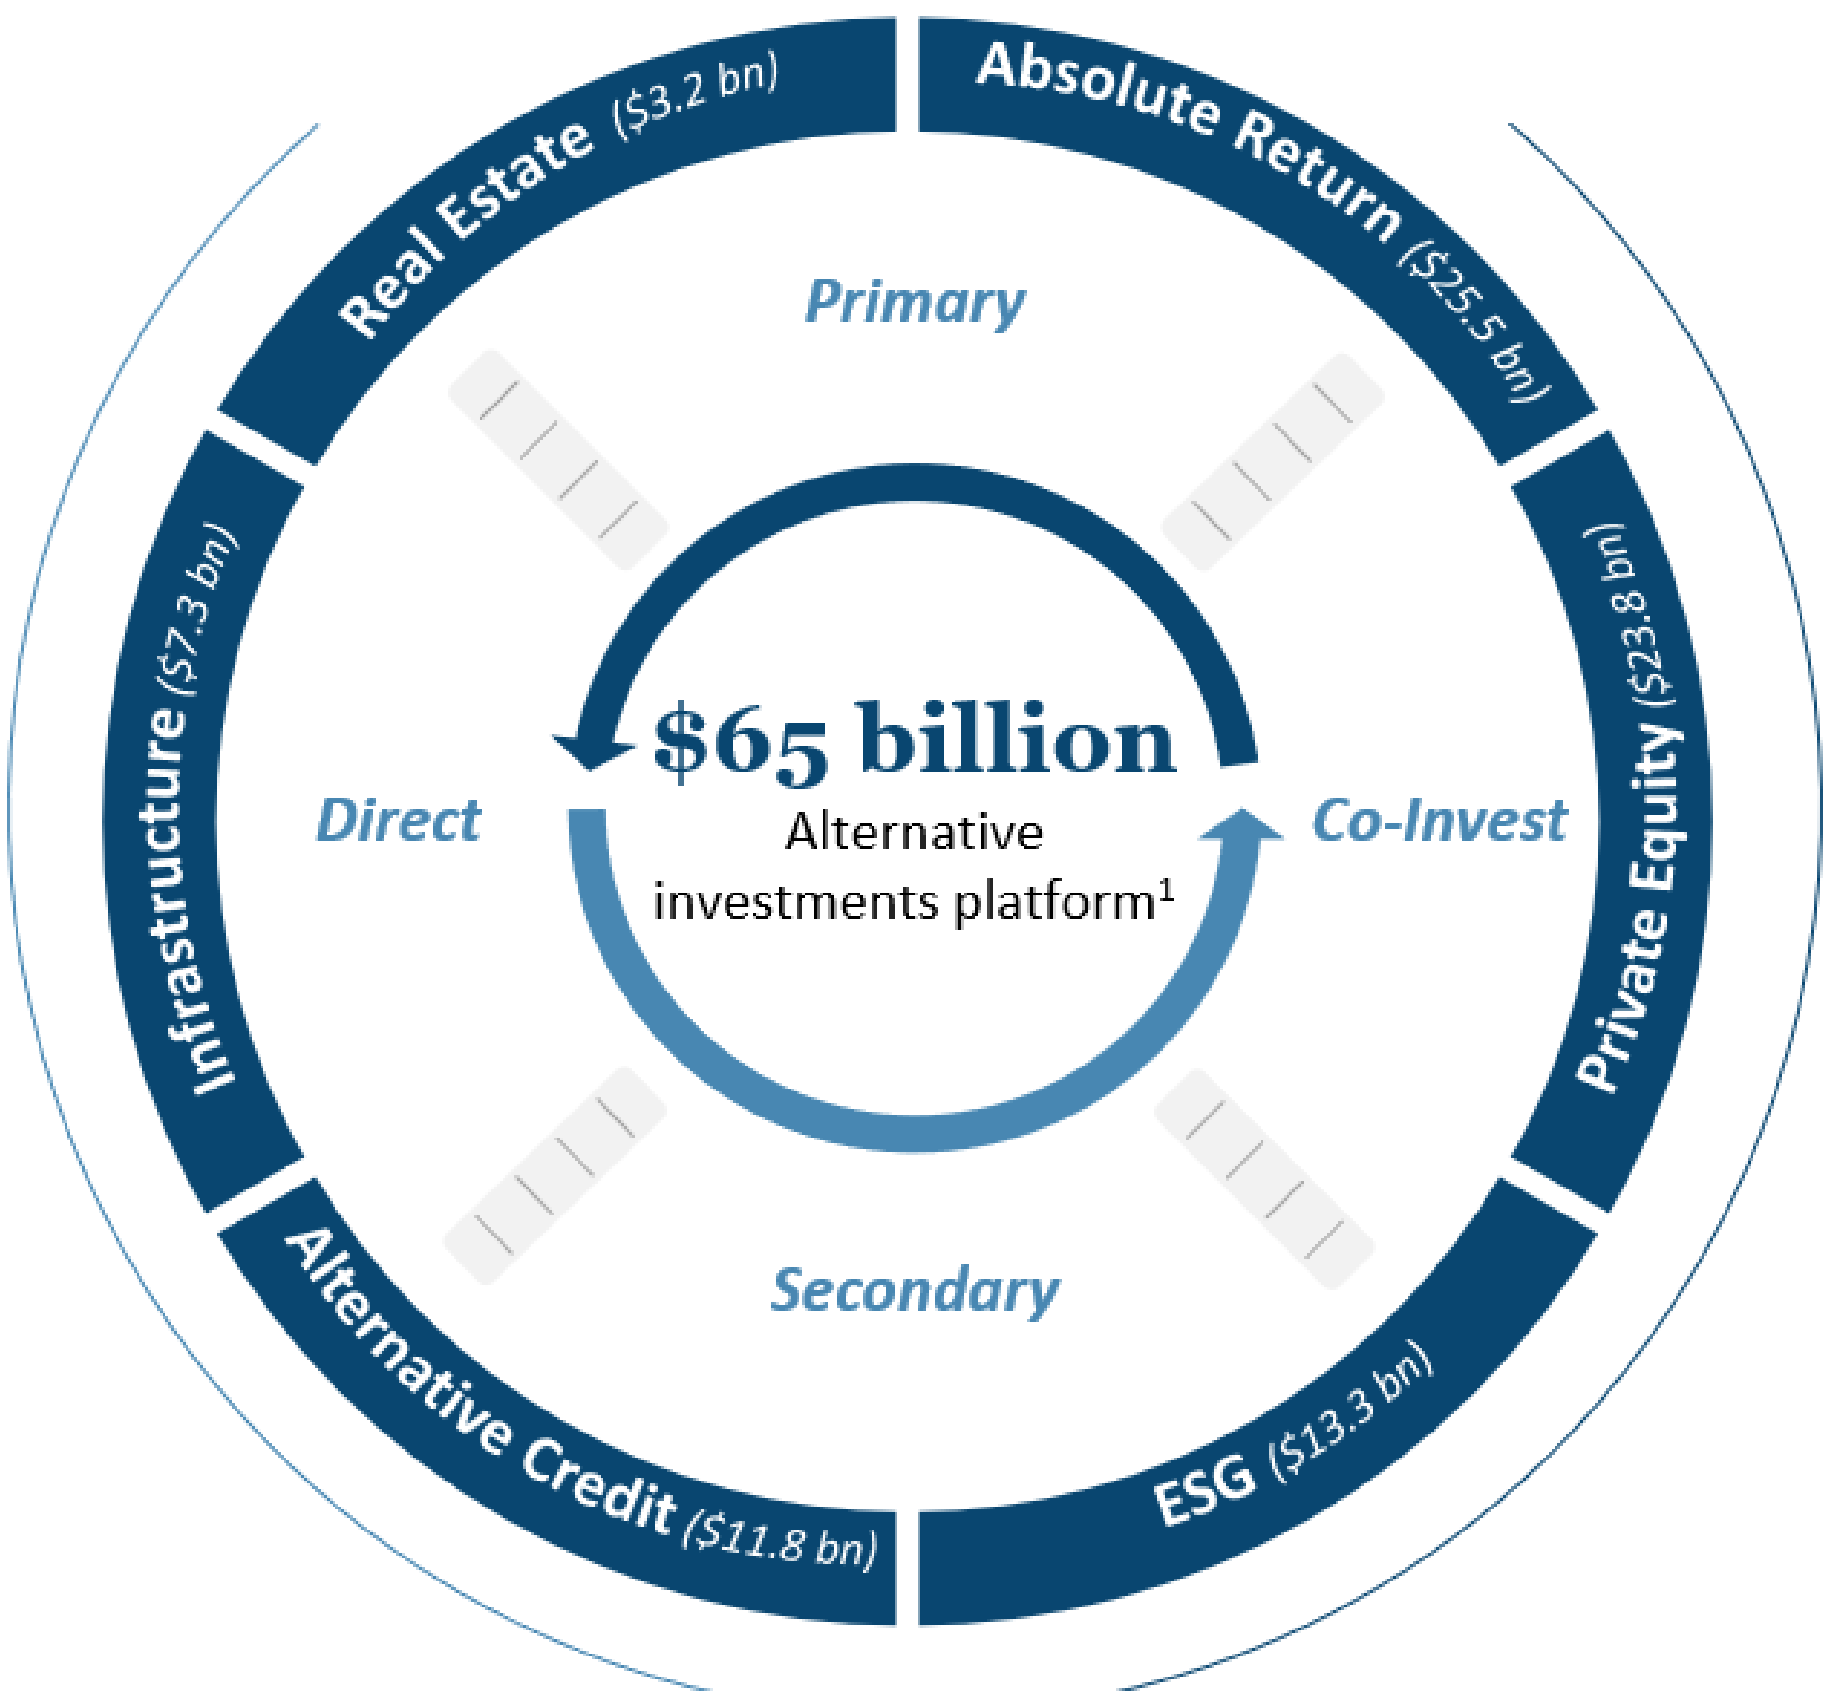 Real Estate ($3.2 bn)
Absolute Return ($25.5 bn)
Primary
Infrastructure ($7.3 bn)
Direct
$65 billion
Alternative
investments platform¹
Co-Invest
Private Equity ($23.8 bn)
Secondary
Alternative Credit ($11.8 bn)
ESG ($13.3 bn)